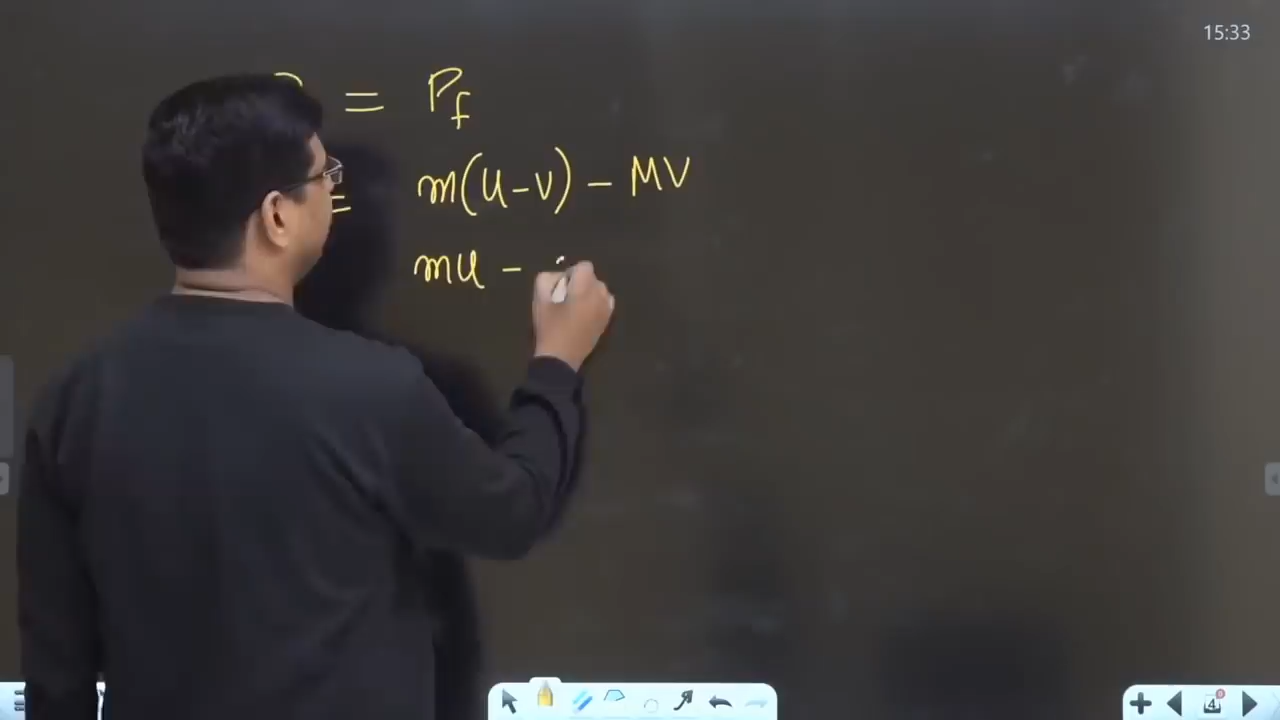 15:33
= P_f
= m(u-v) - MV
mu -